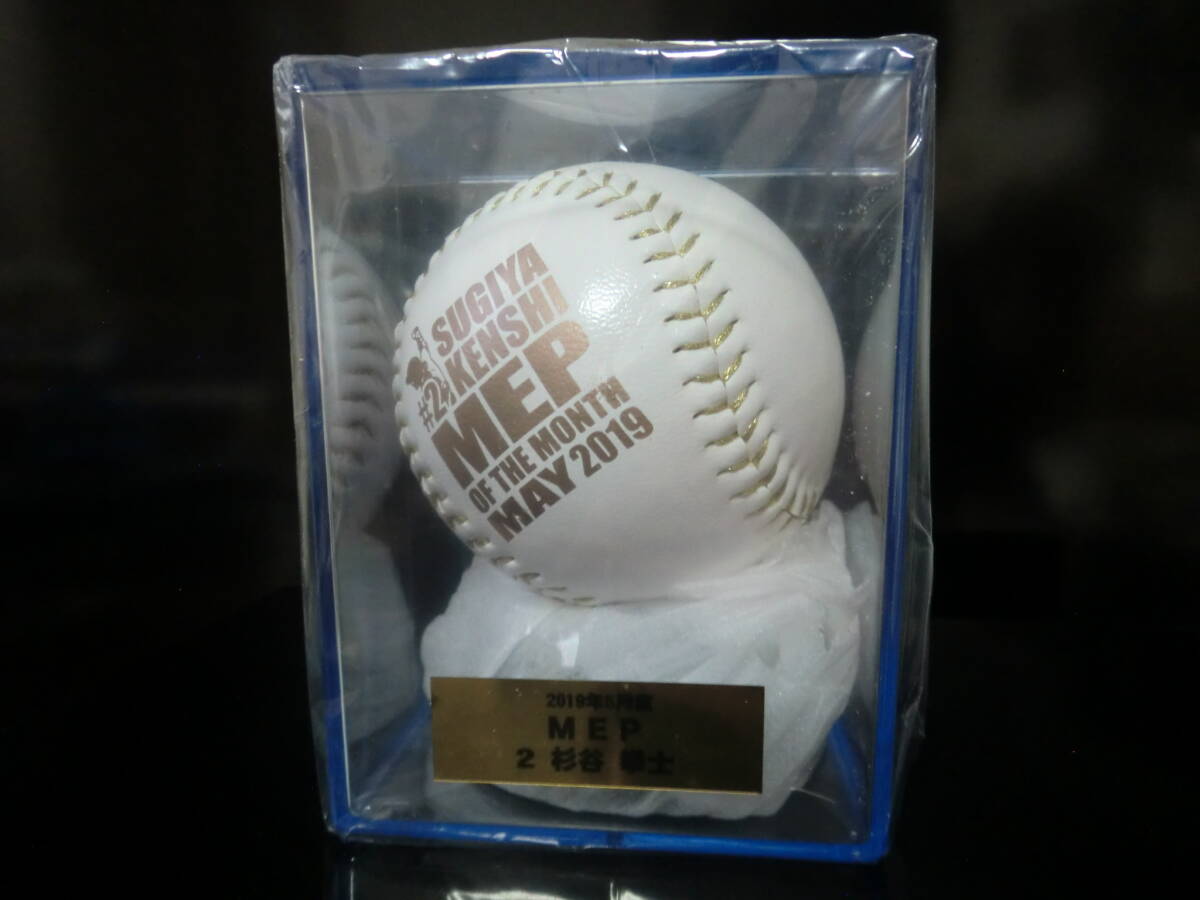 SUGIYA
KENSHI
#2
MEP
OF THE MONTH
MAY 2019
2019年5月度
MEP
2 杉谷 拳士